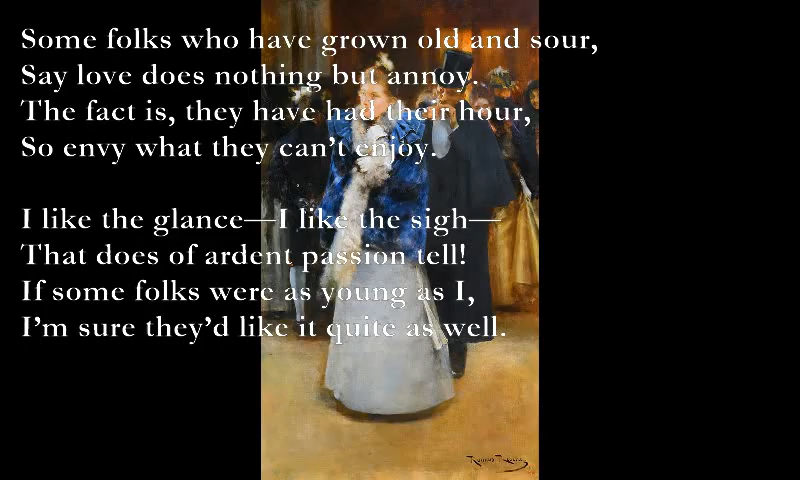 Some folks who have grown old and sour,
Say love does nothing but annoy.
The fact is, they have had their hour,
So envy what they can’t enjoy.

I like the glance—I like the sigh—
That does of ardent passion tell!
If some folks were as young as I,
I’m sure they’d like it quite as well.